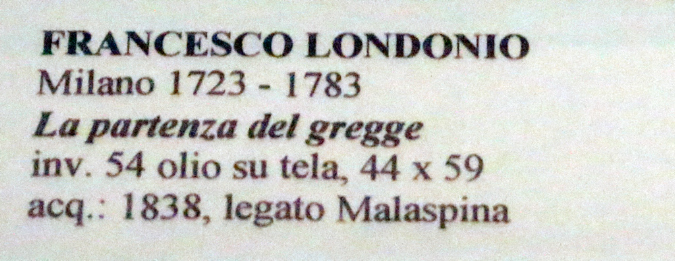 FRANCESCO LONDONIO
Milano 1723 - 1783
La partenza del gregge
inv. 54 olio su tela, 44 x 59
acq.: 1838, legato Malaspina